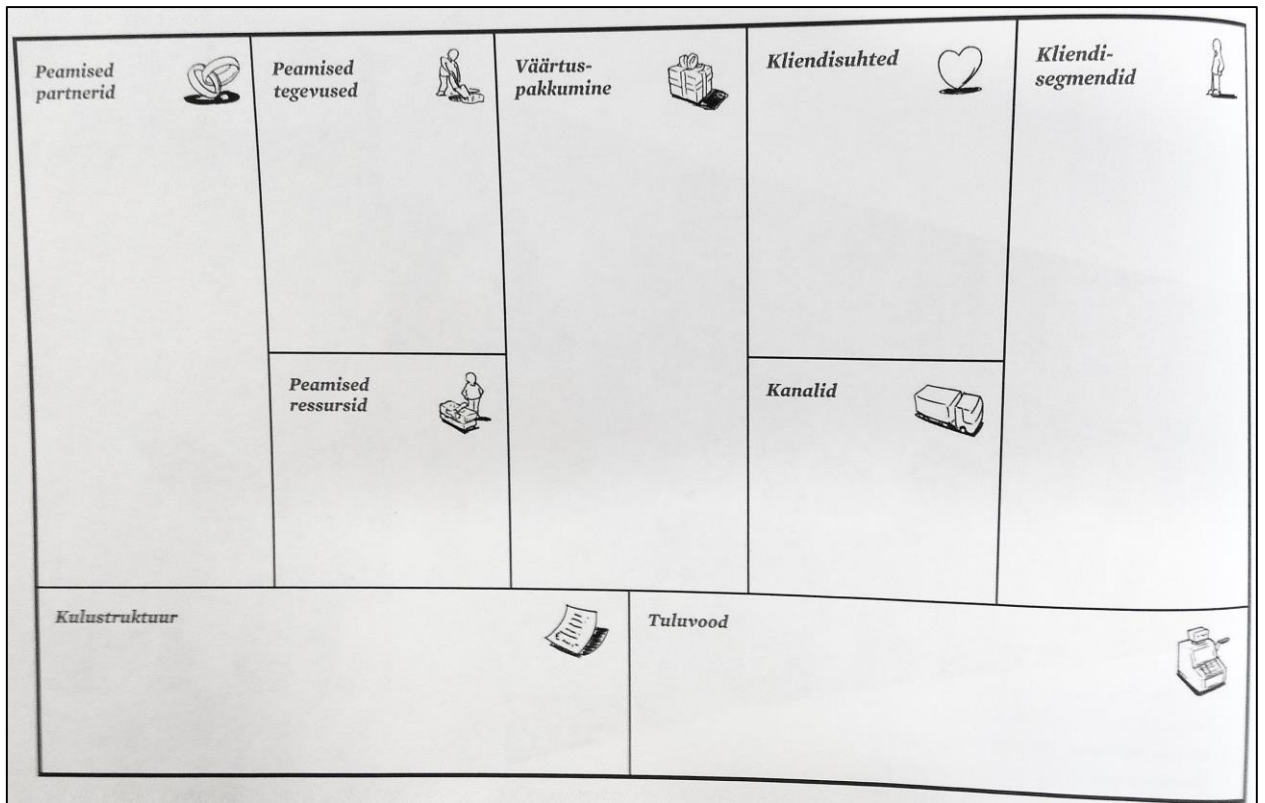 Peamised
partnerid
Peamised
tegevused
Väärtus-
pakkumine
Kliendisuhted
Kliendi-
segmendid
Peamised
ressursid
Kanalid
Kulustruktuur
Tuluvood